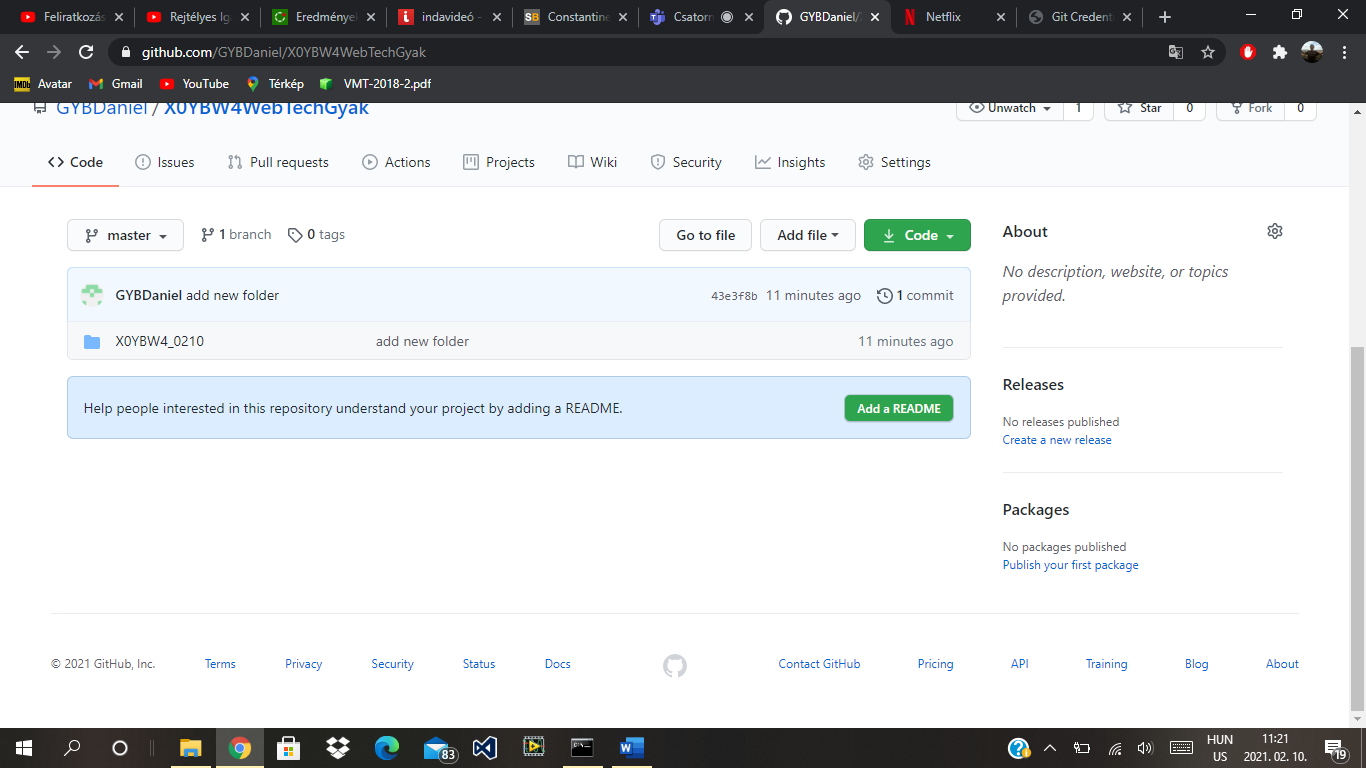 Feliratkozás
Rejtélyes Ig
Eredménye
indavideó -
Constantine
Csatorn
GYBDaniel/
Netflix
Git Credent
github.com/GYBDaniel/X0YBW4WebTechGyak
IMDb Avatar
Gmail
YouTube
Térkép
VMT-2018-2.pdf
GYBDaniel / X0YBW4WebTechGyak
Unwatch 1
Star 0
Fork 0
Code
Issues
Pull requests
Actions
Projects
Wiki
Security
Insights
Settings
master
1 branch
0 tags
Go to file
Add file
Code
GYBDaniel add new folder
43e3f8b 11 minutes ago
1 commit
X0YBW4_0210
add new folder
11 minutes ago
Help people interested in this repository understand your project by adding a README.
Add a README
About
No description, website, or topics
provided.
Releases
No releases published
Create a new release
Packages
No packages published
Publish your first package
© 2021 GitHub, Inc.
Terms
Privacy
Security
Status
Docs
Contact GitHub
Pricing
API
Training
Blog
About
83
HUN
US
11:21
2021. 02. 10.
19